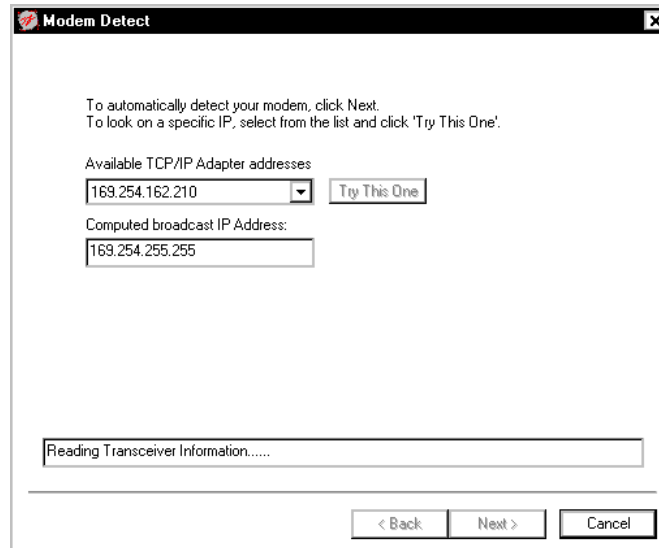 Modem Detect
To automatically detect your modem, click Next.
To look on a specific IP, select from the list and click 'Try This One'.
Available TCP/IP Adapter addresses
169.254.162.210
Try This One
Computed broadcast IP Address:
169.254.255.255
Reading Transceiver Information......
< Back
Next >
Cancel